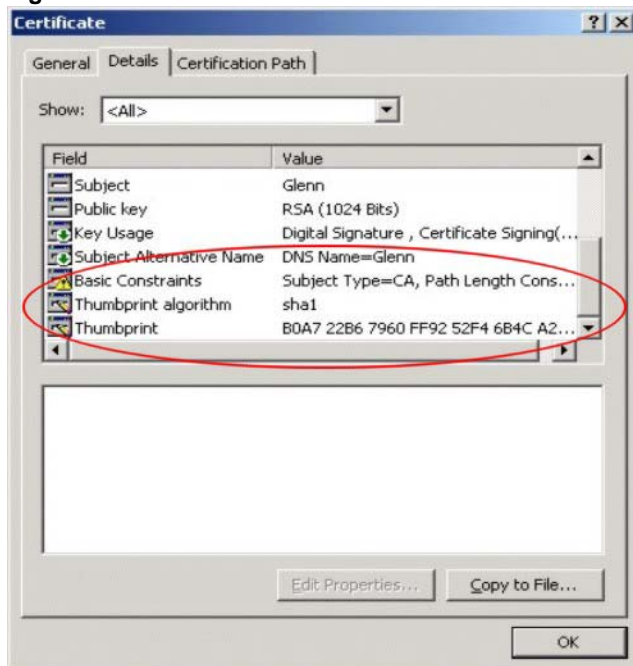 Certificate
General Details Certification Path
Show: <All>
Field Value
Subject Glenn
Public key RSA (1024 Bits)
Key Usage Digital Signature , Certificate Signing(...
Subject Alternative Name DNS Name=Glenn
Basic Constraints Subject Type=CA, Path Length Cons...
Thumbprint algorithm sha1
Thumbprint B0A7 22B6 7960 FF92 52F4 6B4C A2...
Edit Properties... Copy to File...
OK